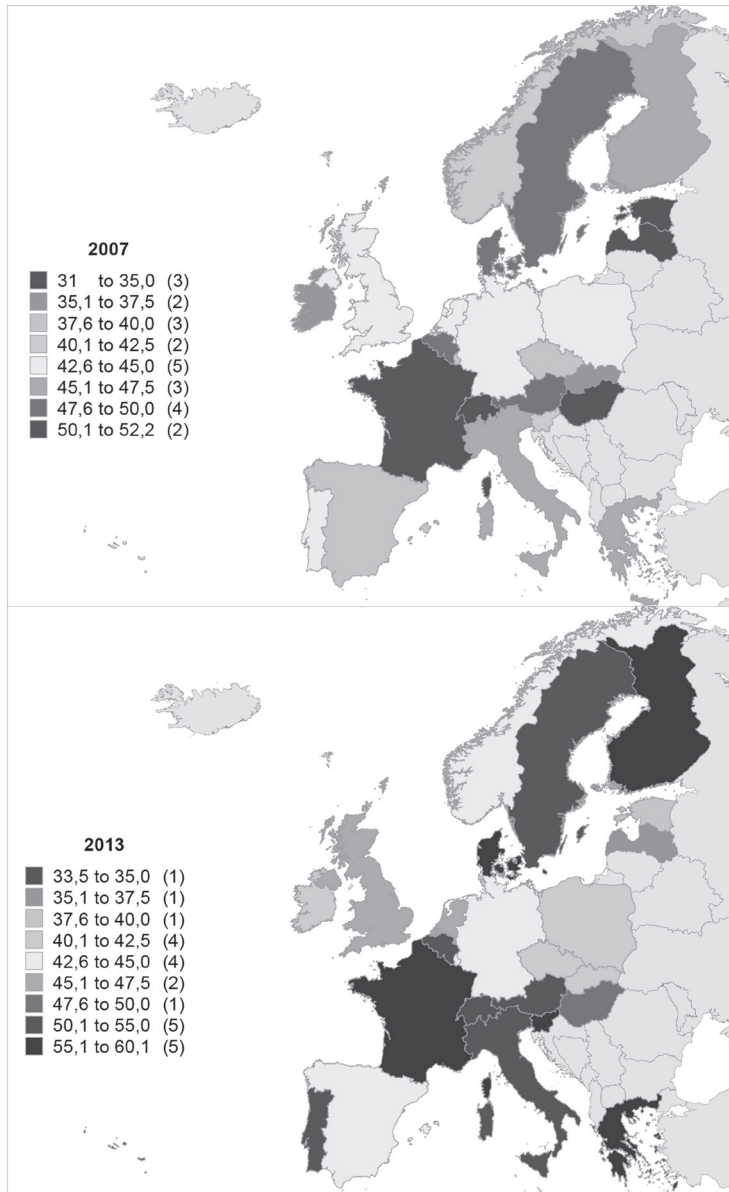 2007
31 to 35,0 (3)
35,1 to 37,5 (2)
37,6 to 40,0 (3)
40,1 to 42,5 (2)
42,6 to 45,0 (5)
45,1 to 47,5 (3)
47,6 to 50,0 (4)
50,1 to 52,2 (2)
2013
33,5 to 35,0 (1)
35,1 to 37,5 (1)
37,6 to 40,0 (1)
40,1 to 42,5 (4)
42,6 to 45,0 (4)
45,1 to 47,5 (2)
47,6 to 50,0 (1)
50,1 to 55,0 (5)
55,1 to 60,1 (5)